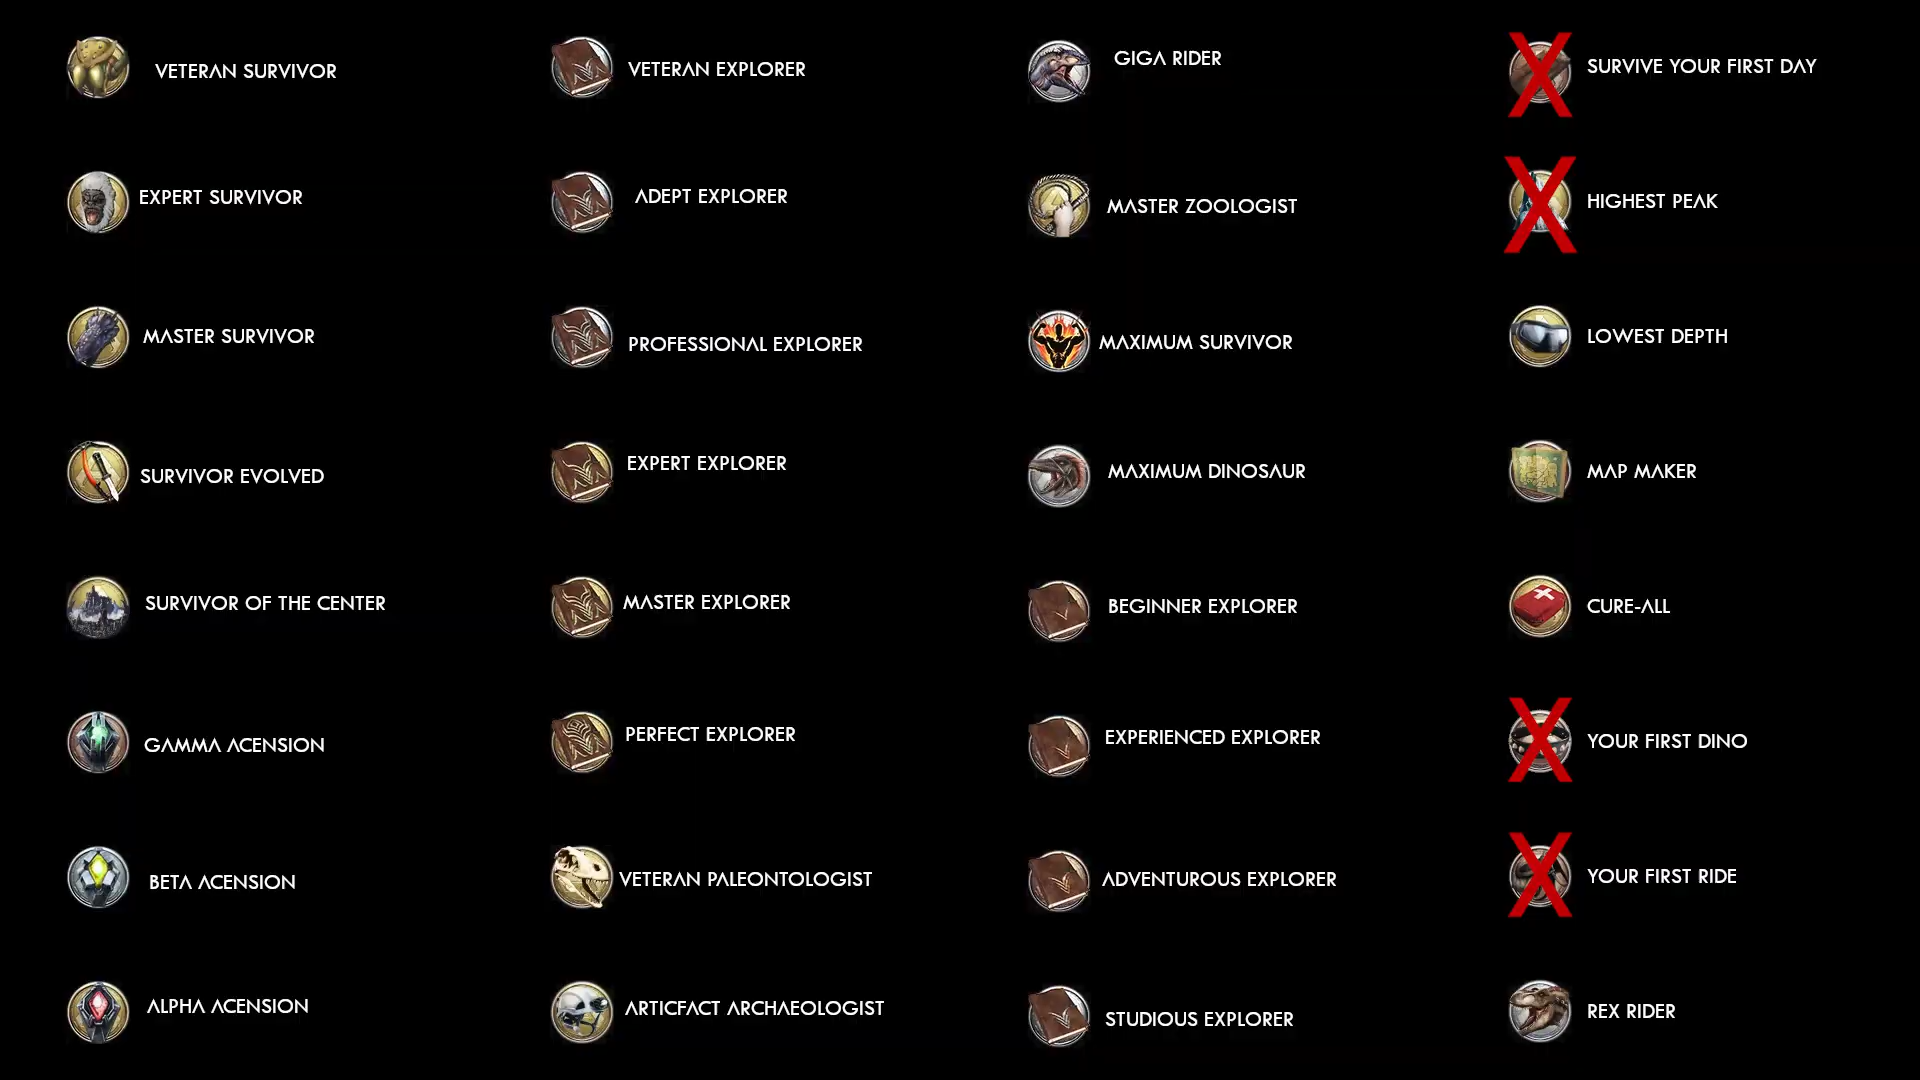 VETERAN SURVIVOR
EXPERT SURVIVOR
MASTER SURVIVOR
SURVIVOR EVOLVED
SURVIVOR OF THE CENTER
GAMMA ACENSION
BETA ACENSION
ALPHA ACENSION
VETERAN EXPLORER
ADEPT EXPLORER
PROFESSIONAL EXPLORER
EXPERT EXPLORER
MASTER EXPLORER
PERFECT EXPLORER
VETERAN PALEONTOLOGIST
ARTICFACT ARCHAEOLOGIST
GIGA RIDER
MASTER ZOOLOGIST
MAXIMUM SURVIVOR
MAXIMUM DINOSAUR
BEGINNER EXPLORER
EXPERIENCED EXPLORER
ADVENTUROUS EXPLORER
STUDIOUS EXPLORER
X SURVIVE YOUR FIRST DAY
X HIGHEST PEAK
LOWEST DEPTH
MAP MAKER
CURE-ALL
X YOUR FIRST DINO
X YOUR FIRST RIDE
REX RIDER